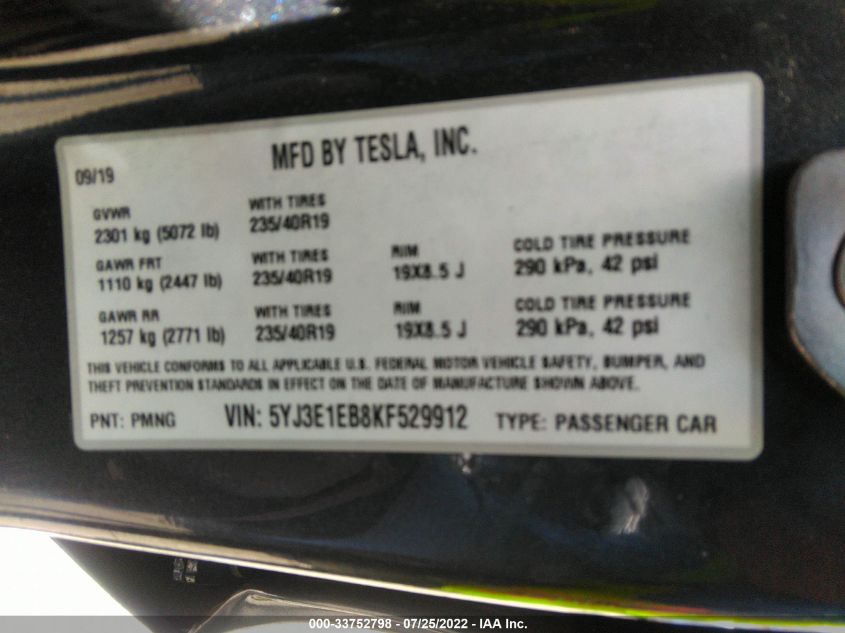 MFD BY TESLA, INC.
09/19
GVWR WITH TIRES
2301 kg (5072 lb) 235/40R19
GAWR FRT WITH TIRES RIM COLD TIRE PRESSURE
1110 kg (2447 lb) 235/40R19 19X8.5 J 290 kPa, 42 psi
GAWR RR WITH TIRES RIM COLD TIRE PRESSURE
1257 kg (2771 lb) 235/40R19 19X8.5 J 290 kPa, 42 psi
THIS VEHICLE CONFORMS TO ALL APPLICABLE U.S. FEDERAL MOTOR VEHICLE SAFETY, BUMPER, AND
THEFT PREVENTION STANDARDS IN EFFECT ON THE DATE OF MANUFACTURE SHOWN ABOVE.
PNT: PMNG VIN: 5YJ3E1EB8KF529912 TYPE: PASSENGER CAR
000-33752798 - 07/25/2022 - IAA Inc.